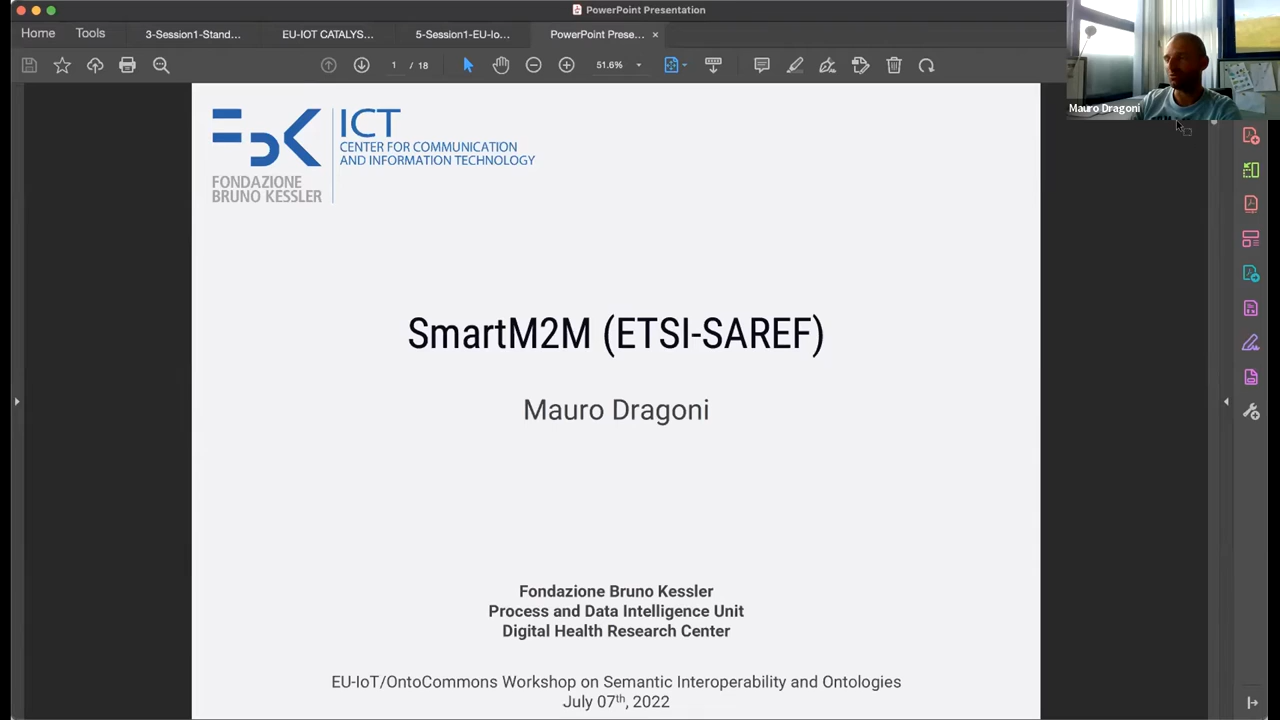 PowerPoint Presentation
Home
Tools
3-Session1-Stand...
EU-IOT CATALYS...
5-Session1-EU-Io...
PowerPoint Prese...
1 / 18
51.6%
Mauro Dragoni
FBK
ICT
CENTER FOR COMMUNICATION
AND INFORMATION TECHNOLOGY
FONDAZIONE
BRUNO KESSLER
SmartM2M (ETSI-SAREF)
Mauro Dragoni
Fondazione Bruno Kessler
Process and Data Intelligence Unit
Digital Health Research Center
EU-IoT/OntoCommons Workshop on Semantic Interoperability and Ontologies
July 07th, 2022